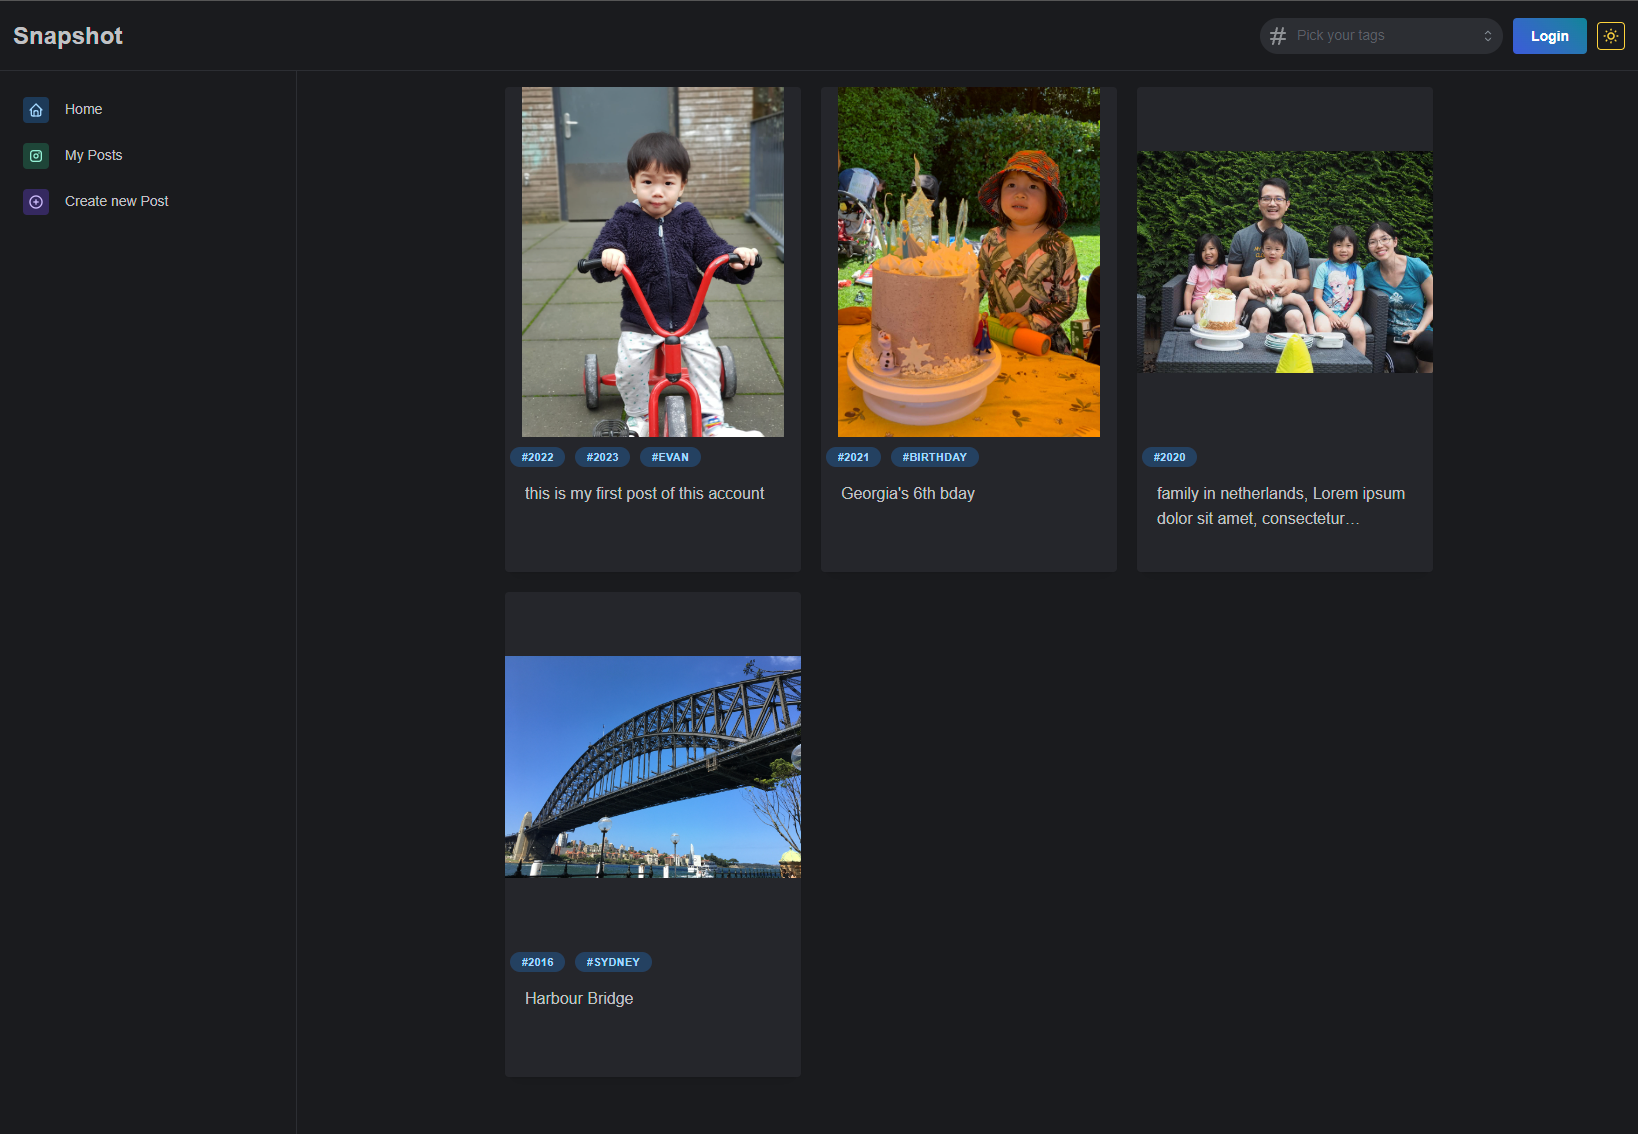 Snapshot
Pick your tags
Login
Home
My Posts
Create new Post
#2022 #2023 #EVAN
this is my first post of this account
#2021 #BIRTHDAY
Georgia's 6th bday
#2020
family in netherlands, Lorem ipsum
dolor sit amet, consectetur...
#2016 #SYDNEY
Harbour Bridge